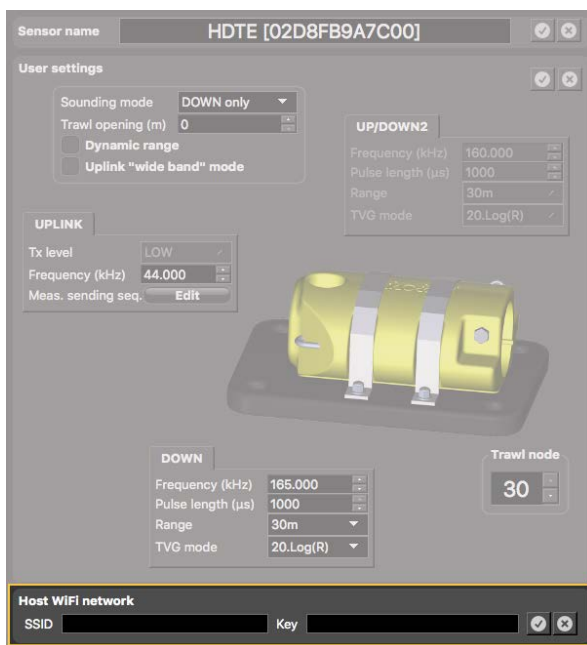 Sensor name HDTE [02D8FB9A7C00]
User settings
Sounding mode DOWN only
Trawl opening (m) 0
Dynamic range
Uplink "wide band" mode
UP/DOWN2
Frequency (kHz) 160.000
Pulse length (µs) 1000
Range 30m
TVG mode 20.Log(R)
UPLINK
Tx level LOW
Frequency (kHz) 44.000
Meas. sending seq. Edit
DOWN
Frequency (kHz) 165.000
Pulse length (µs) 1000
Range 30m
TVG mode 20.Log(R)
Trawl node
30
Host WiFi network
SSID Key